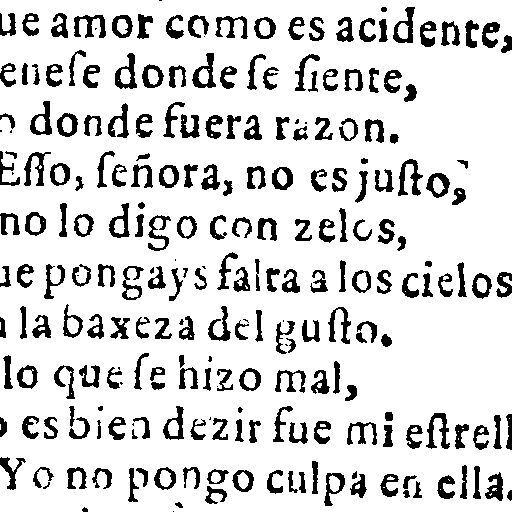 ue amor como es acidente,
eneſe donde ſe ſiente,
o donde fuera razon.
Eſſo, ſeñora, no es juſto,
no lo digo con zelos,
ue pongays falta a los cielos
n la baxeza del guſto.
lo que ſe hizo mal,
o es bien dezir fue mi eſtrell
Yo no pongo culpa en ella.